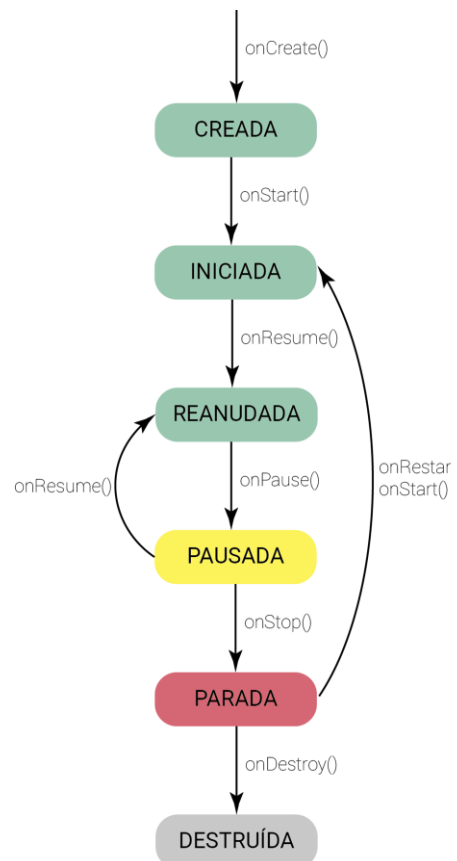 onCreate()
CREADA
onStart()
INICIADA
onResume()
REANUDADA
onResume()
onPause()
onRestar
onStart()
PAUSADA
onStop()
PARADA
onDestroy()
DESTRUÍDA